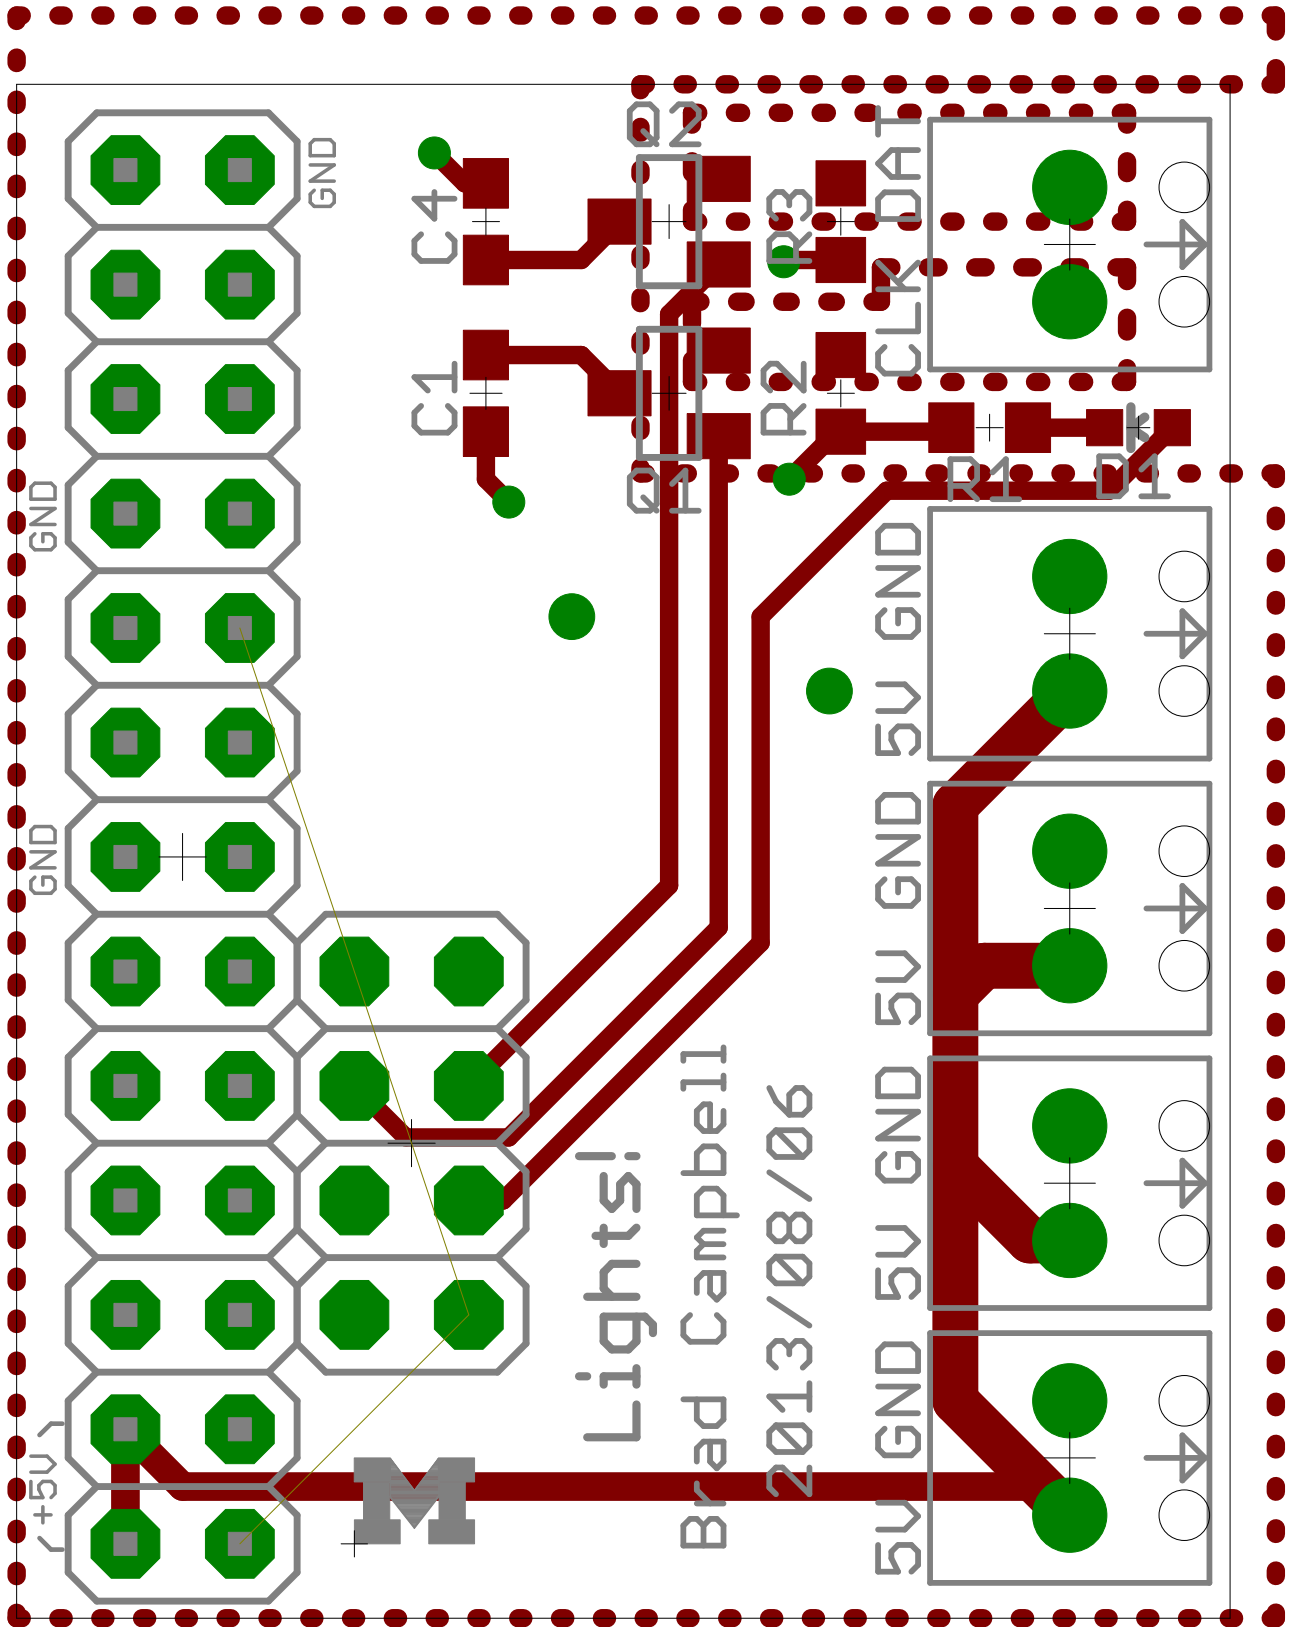 GND
GND
GND
/+5V\
C4
C1
Q2
Q1
R3
R2
CLK DAT
R1
D1
K
5V GND
5V GND
5V GND
5V GND
Lights!
Brad Campbell
2013/08/06
M